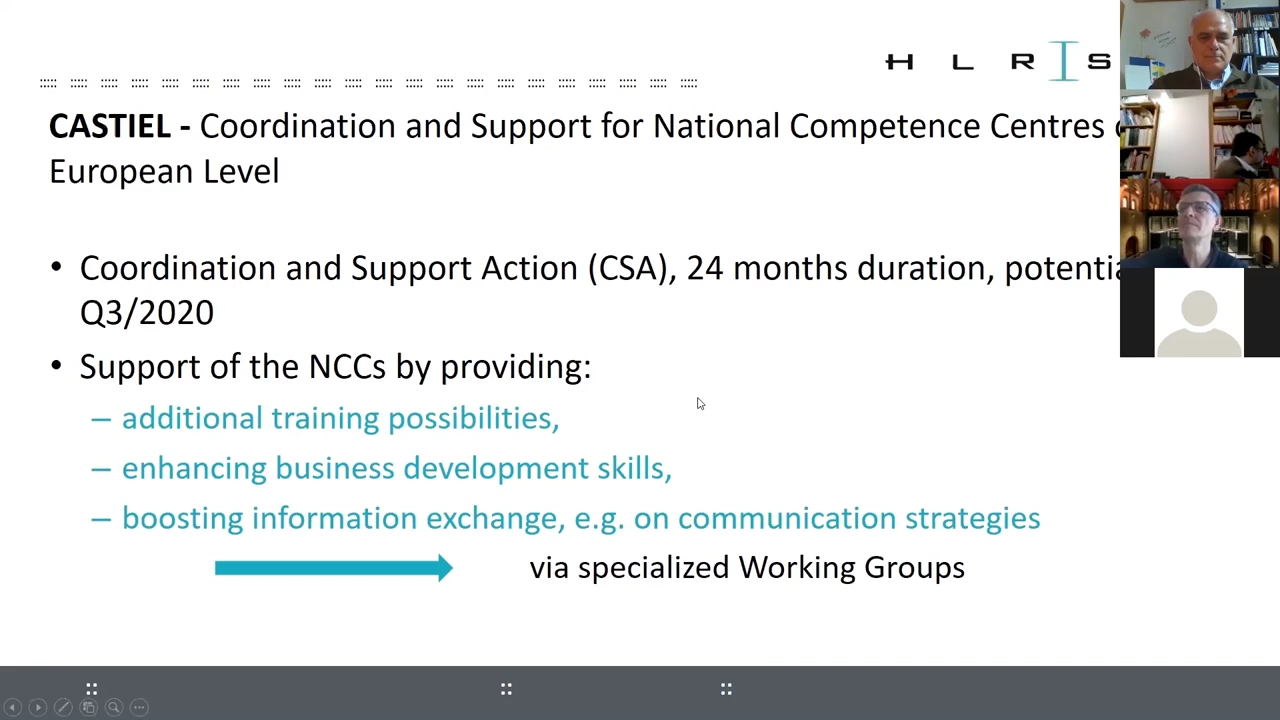 H L R I S
CASTIEL - Coordination and Support for National Competence Centres
European Level
• Coordination and Support Action (CSA), 24 months duration,
Q3/2020
• Support of the NCCs by providing:
– additional training possibilities,
– enhancing business development skills,
– boosting information exchange, e.g. on communication strategies
via specialized Working Groups